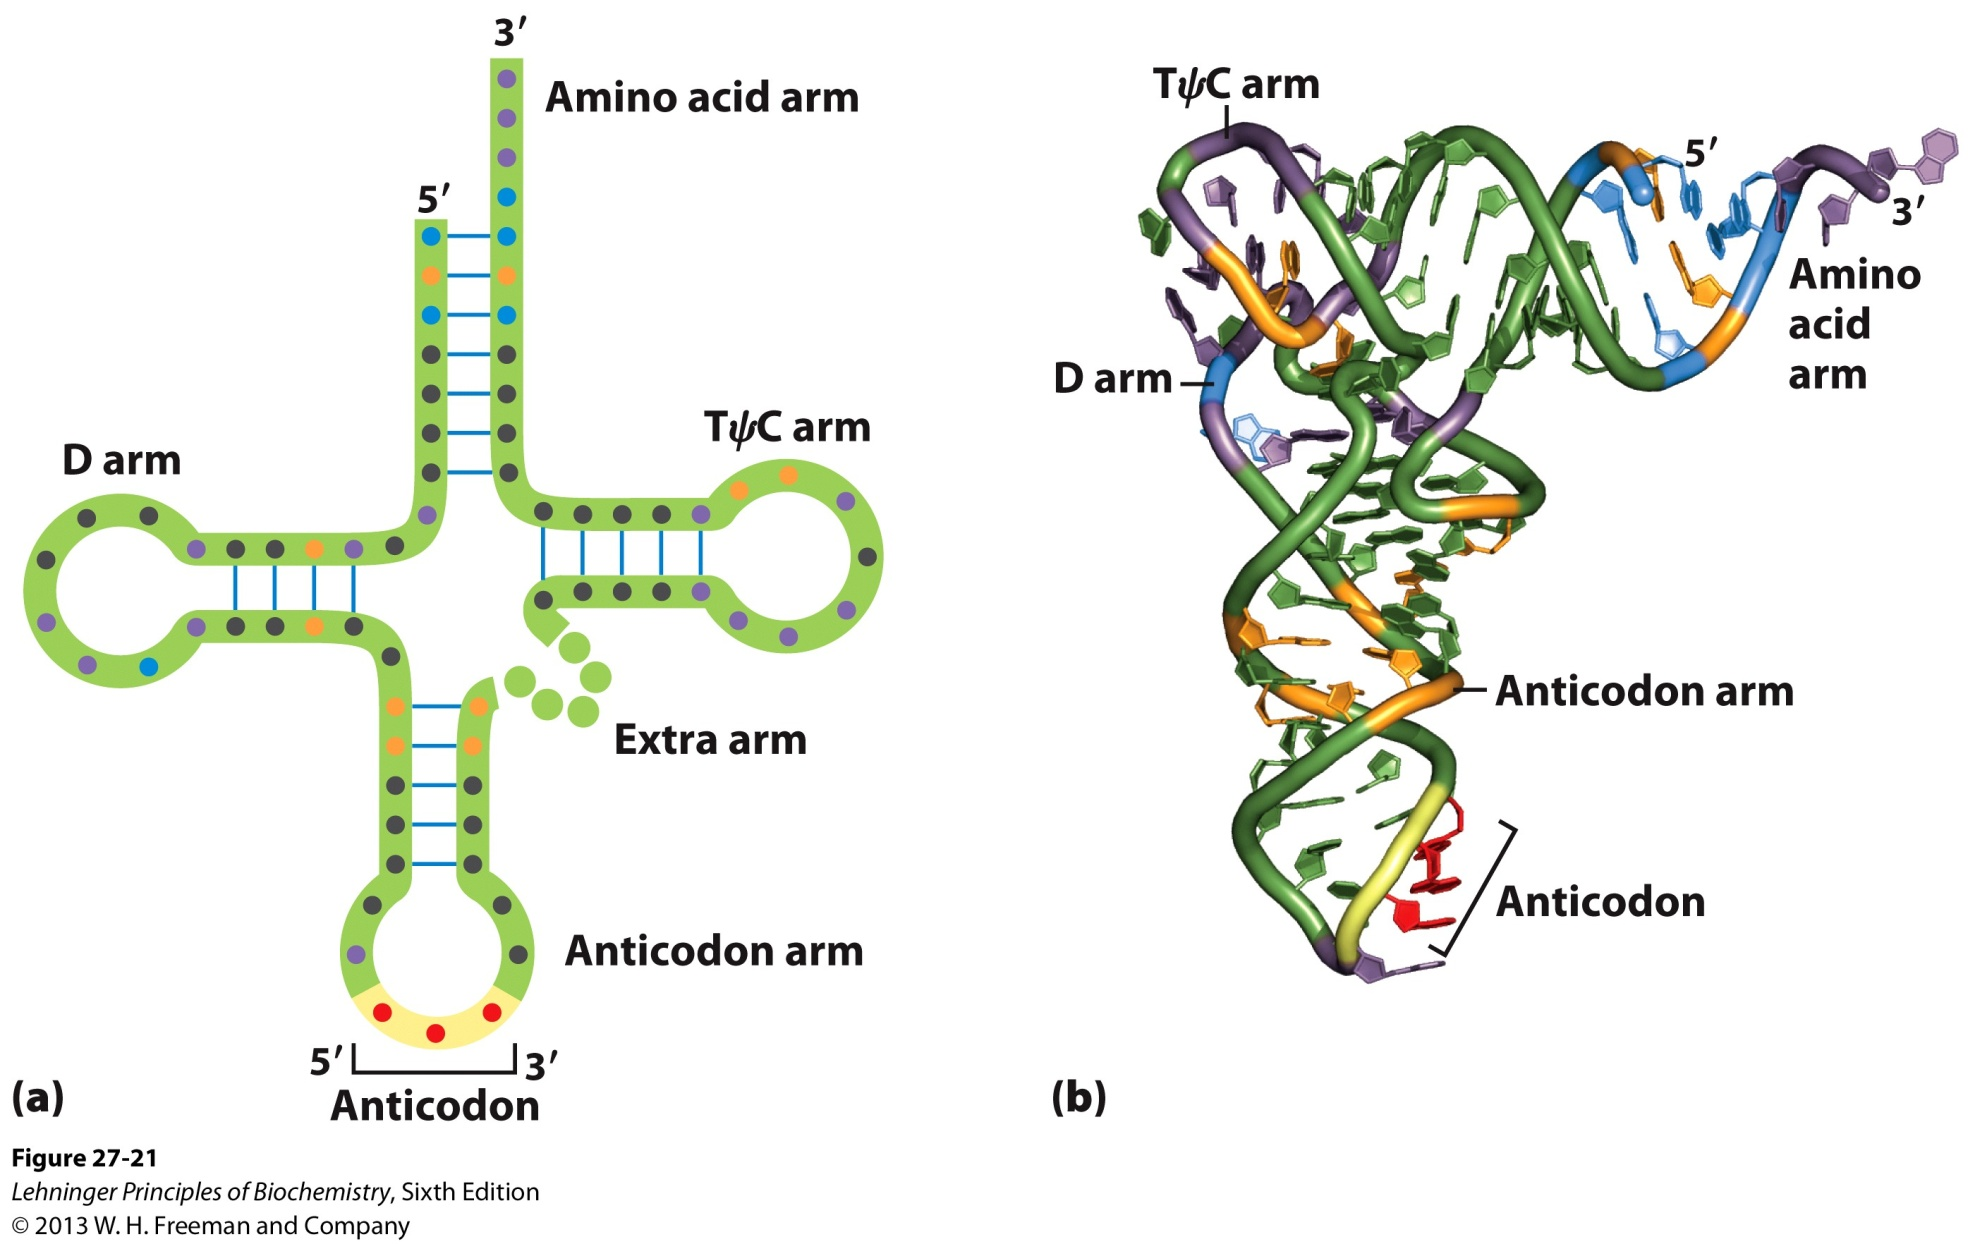 3′
Amino acid arm
5′
D arm
TψC arm
Extra arm
Anticodon arm
5′
3′
Anticodon
(a)
TψC arm
5′
3′
Amino
acid
arm
D arm
Anticodon arm
Anticodon
(b)
Figure 27-21
Lehninger Principles of Biochemistry, Sixth Edition
© 2013 W. H. Freeman and Company